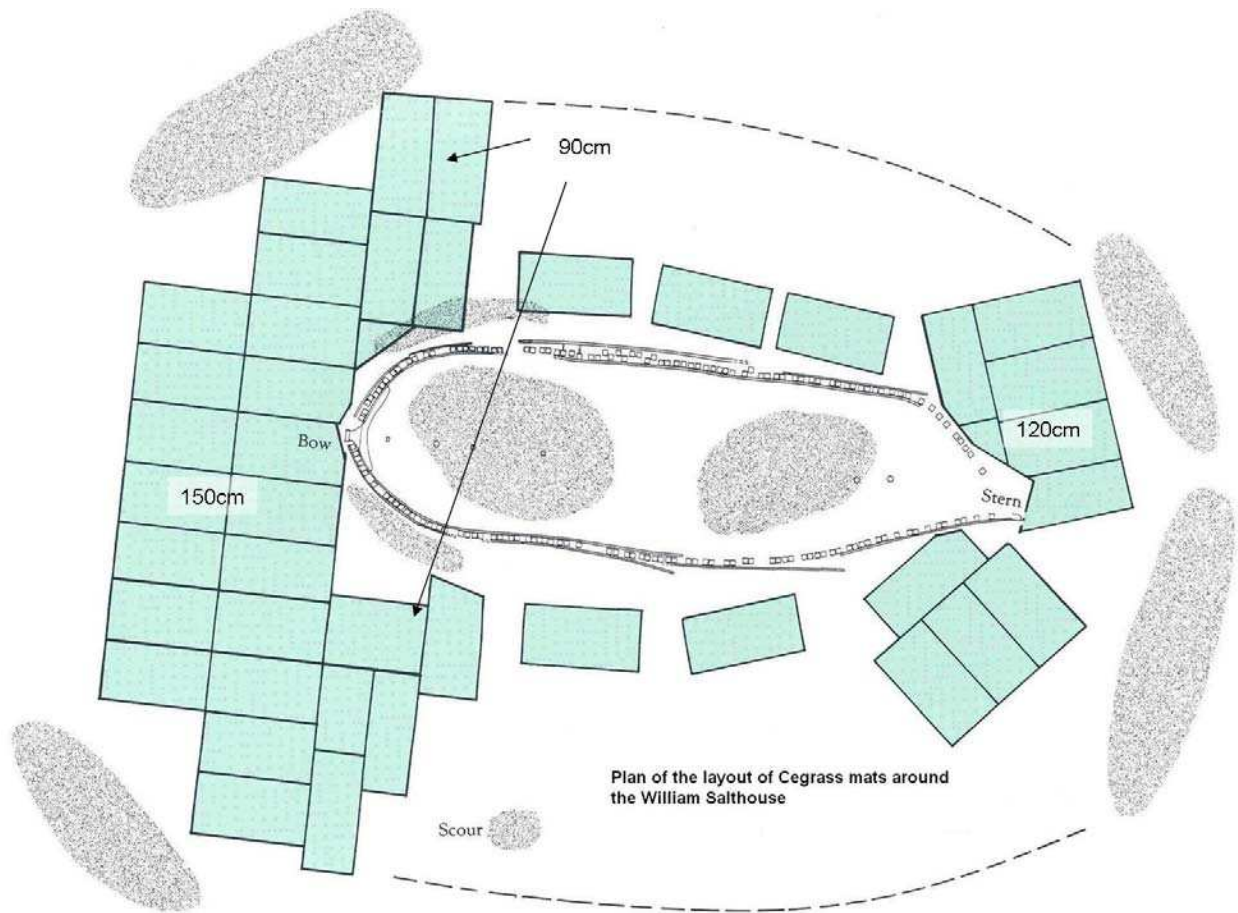 90cm
Bow
120cm
150cm
Stern
Plan of the layout of Cegrass mats around
the William Salthouse
Scour